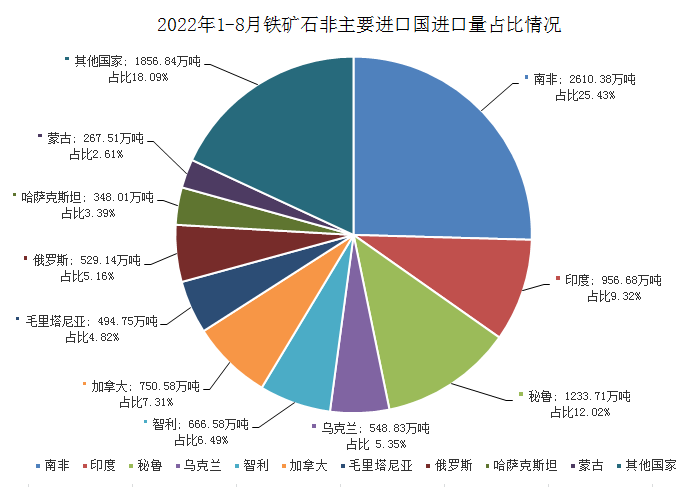 2022年1-8月铁矿石非主要进口国进口量占比情况
其他国家；1856.84万吨
占比18.09%
南非；2610.38万吨
占比25.43%
蒙古；267.51万吨
占比2.61%
哈萨克斯坦；348.01万吨
占比3.39%
俄罗斯；529.14万吨
占比5.16%
印度；956.68万吨
占比9.32%
毛里塔尼亚；494.75万吨
占比4.82%
加拿大；750.58万吨
占比7.31%
秘鲁；1233.71万吨
占比12.02%
智利；666.58万吨
占比6.49%
乌克兰；548.83万吨
占比 5.35%
南非 印度 秘鲁 乌克兰 智利 加拿大 毛里塔尼亚 俄罗斯 哈萨克斯坦 蒙古 其他国家